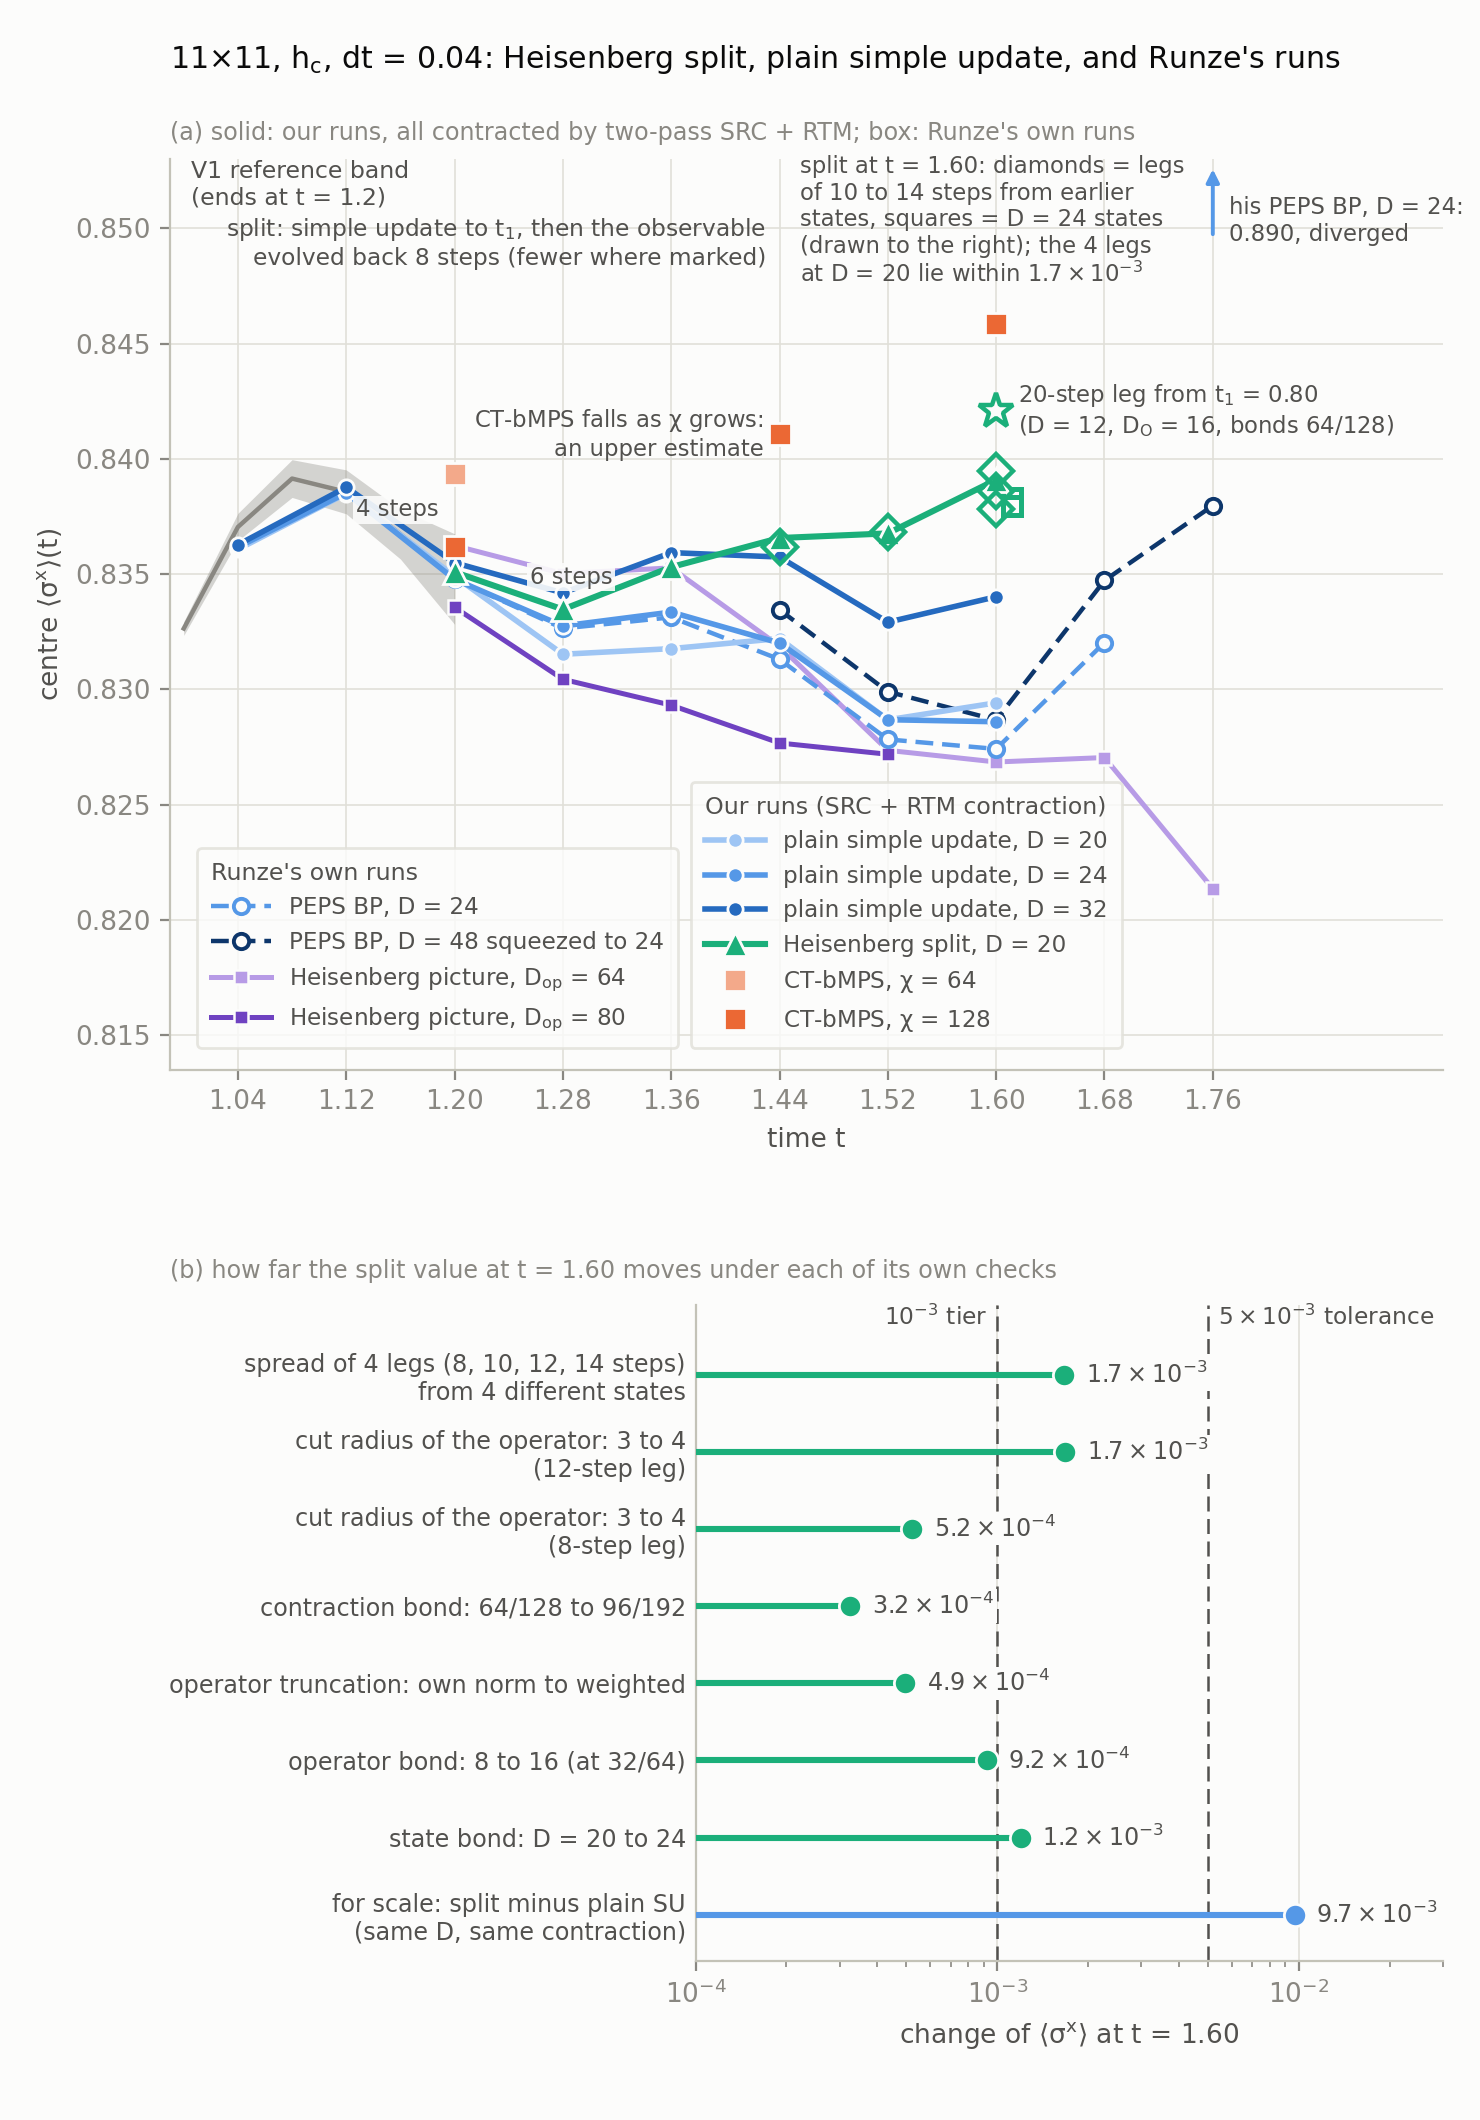 11×11, h_c, dt = 0.04: Heisenberg split, plain simple update, and Runze's runs
(a) solid: our runs, all contracted by two-pass SRC + RTM; box: Runze's own runs
V1 reference band
(ends at t = 1.2)
split: simple update to t₁, then the observable
evolved back 8 steps (fewer where marked)
split at t = 1.60: diamonds = legs
of 10 to 14 steps from earlier
states, squares = D = 24 states
(drawn to the right); the 4 legs
at D = 20 lie within 1.7 × 10⁻³
his PEPS BP, D = 24:
0.890, diverged
CT-bMPS falls as χ grows:
an upper estimate
20-step leg from t₁ = 0.80
(D = 12, D_O = 16, bonds 64/128)
4 steps
6 steps
centre ⟨σˣ⟩(t)
0.850
0.845
0.840
0.835
0.830
0.825
0.820
0.815
Runze's own runs
PEPS BP, D = 24
PEPS BP, D = 48 squeezed to 24
Heisenberg picture, D_op = 64
Heisenberg picture, D_op = 80
Our runs (SRC + RTM contraction)
plain simple update, D = 20
plain simple update, D = 24
plain simple update, D = 32
Heisenberg split, D = 20
CT-bMPS, χ = 64
CT-bMPS, χ = 128
1.04 1.12 1.20 1.28 1.36 1.44 1.52 1.60 1.68 1.76
time t
(b) how far the split value at t = 1.60 moves under each of its own checks
10⁻³ tier
5 × 10⁻³ tolerance
spread of 4 legs (8, 10, 12, 14 steps)
from 4 different states
1.7 × 10⁻³
cut radius of the operator: 3 to 4
(12-step leg)
1.7 × 10⁻³
cut radius of the operator: 3 to 4
(8-step leg)
5.2 × 10⁻⁴
contraction bond: 64/128 to 96/192
3.2 × 10⁻⁴
operator truncation: own norm to weighted
4.9 × 10⁻⁴
operator bond: 8 to 16 (at 32/64)
9.2 × 10⁻⁴
state bond: D = 20 to 24
1.2 × 10⁻³
for scale: split minus plain SU
(same D, same contraction)
9.7 × 10⁻³
10⁻⁴ 10⁻³ 10⁻²
change of ⟨σˣ⟩ at t = 1.60